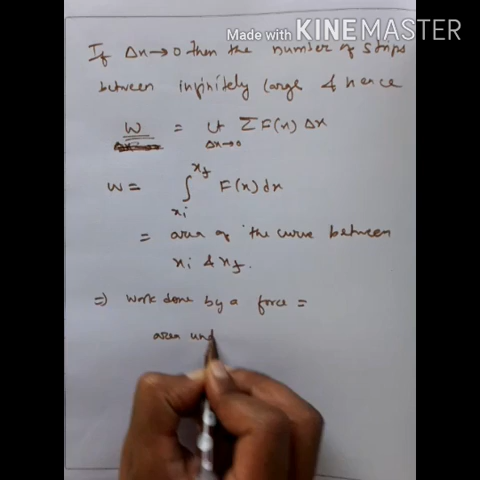 Made with KINEMASTER
If Δx→0 then the number of strips
between infinitely large & hence
W = Lt Σ F(x) Δx
Δx→0
W = ∫ F(x) dx
xf
xi
= area of the curve between
xi & xf.
=> work done by a force =
area und